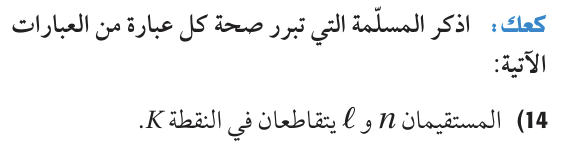 كعك: اذكر المسلّمة التي تبرر صحة كل عبارة من العبارات
الآتية:
14) المستقيمان n و ℓ يتقاطعان في النقطة K.